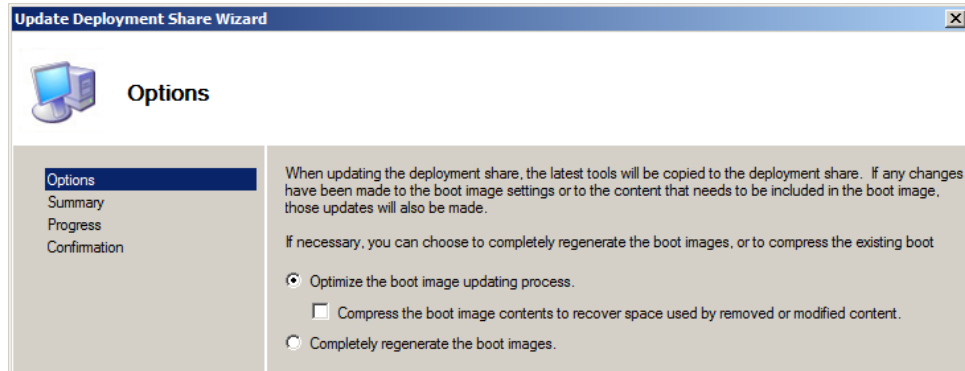 Update Deployment Share Wizard
Options
Options
Summary
Progress
Confirmation
When updating the deployment share, the latest tools will be copied to the deployment share.  If any changes
have been made to the boot image settings or to the content that needs to be included in the boot image,
those updates will also be made.
If necessary, you can choose to completely regenerate the boot images, or to compress the existing boot
Optimize the boot image updating process.
Compress the boot image contents to recover space used by removed or modified content.
Completely regenerate the boot images.